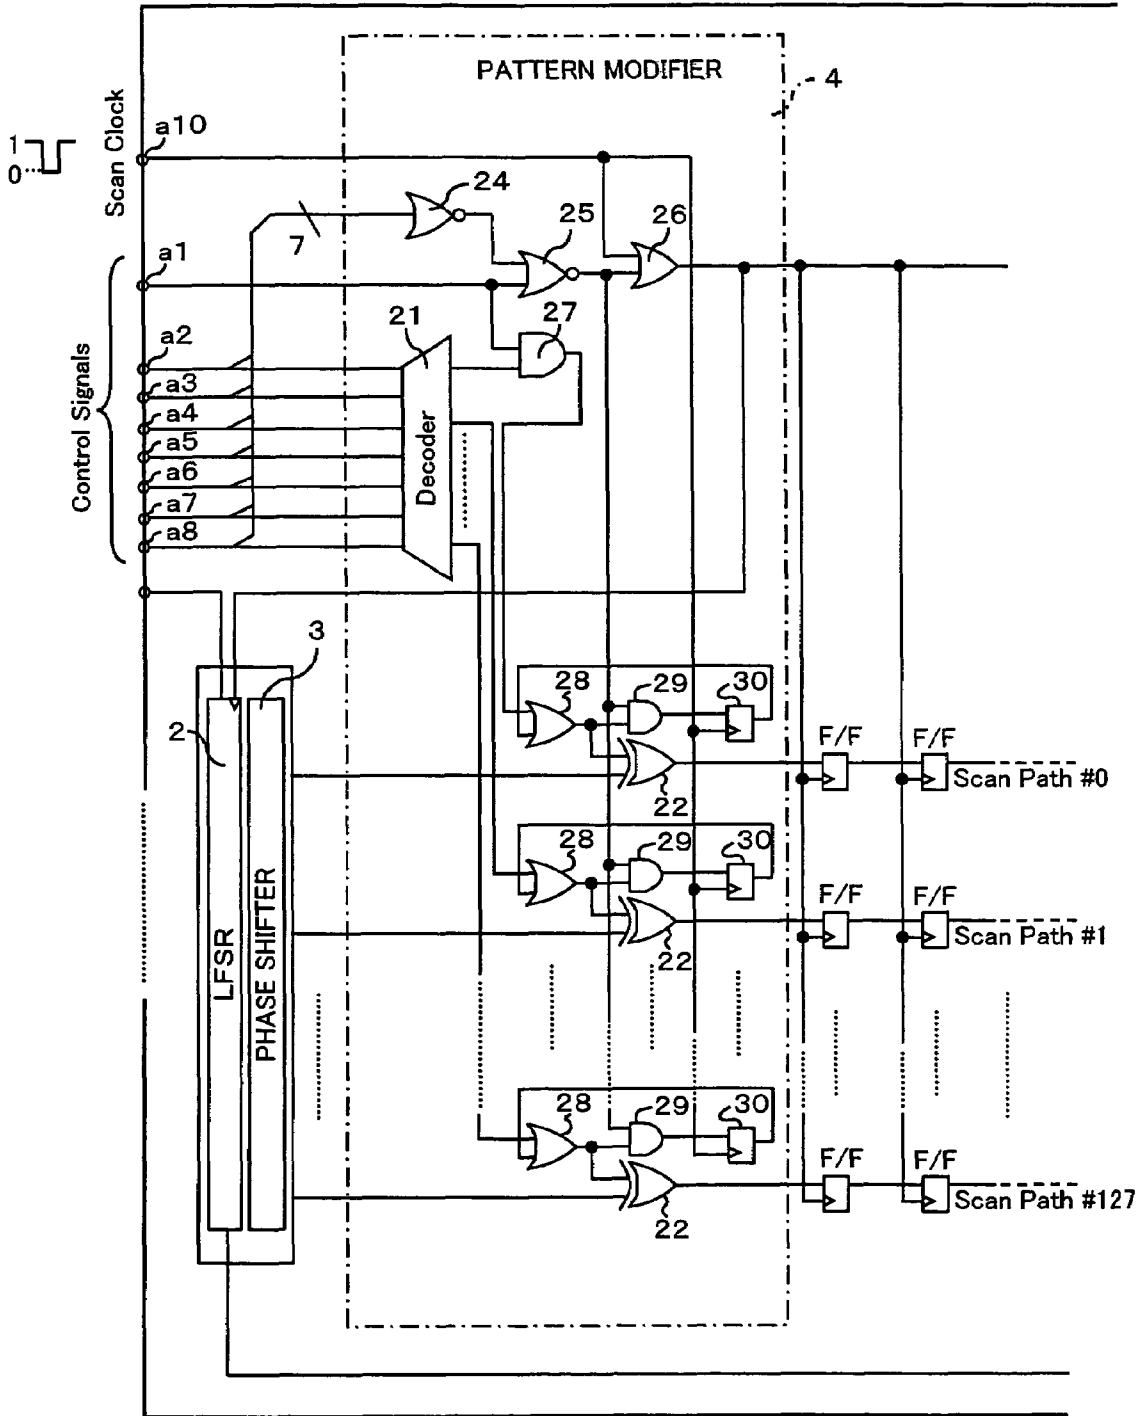 PATTERN MODIFIER
4
Scan Clock
1
0
a10
24
7
25
26
a1
27
21
Control Signals
a2
a3
a4
a5
a6
a7
a8
Decoder
3
2
LFSR
PHASE SHIFTER
28
29
30
22
F/F
F/F
Scan Path #0
28
29
30
22
F/F
F/F
Scan Path #1
28
29
30
22
F/F
F/F
Scan Path #127